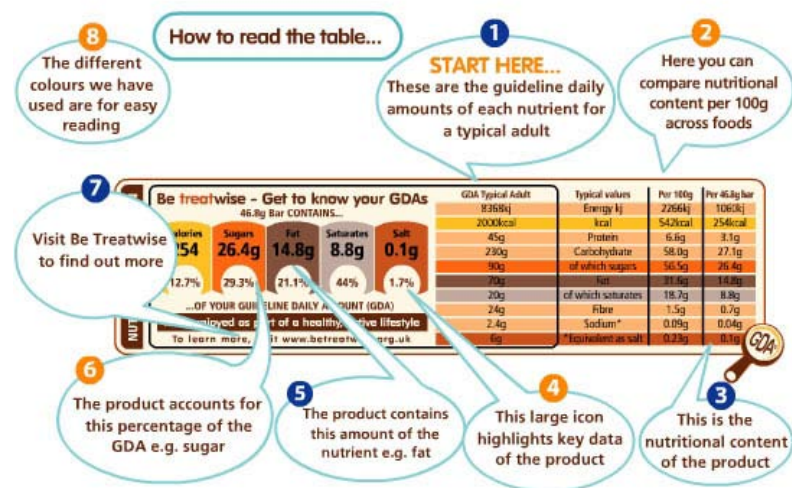 How to read the table...
1
START HERE...
These are the guideline daily
amounts of each nutrient for
a typical adult
2
Here you can
compare nutritional
content per 100g
across foods
8
The different
colours we have
used are for easy
reading
7
Visit Be Treatwise
to find out more
Be treatwise - Get to know your GDAs
46.8g Bar CONTAINS...
Sugars Fat Saturates Salt
254 26.4g 14.8g 8.8g 0.1g
12.7% 29.3% 21.1% 44% 1.7%
...OF YOUR GUIDELINE DAILY AMOUNT (GDA)
as part of a healthy,
To learn more, www.betreatwise.org.uk
GDA Typical Adult Typical values Per 100g Per 46.8g bar
8368kj Energy kj 2266kj 1060kj
2000kcal kcal 542kcal 254kcal
45g Protein 6.6g 3.1g
230g Carbohydrate 58.0g 27.1g
90g of which sugars 56.5g 26.4g
70g Fat 31.6g 14.8g
20g of which saturates 18.7g 8.8g
24g Fibre 1.5g 0.7g
2.4g Sodium* 0.09g 0.04g
6g *Equivalent as salt 0.23g 0.1g
GDA
6
The product accounts for
this percentage of the
GDA e.g. sugar
5
The product contains
this amount of the
nutrient e.g. fat
4
This large icon
highlights key data
of the product
3
This is the
nutritional content
of the product